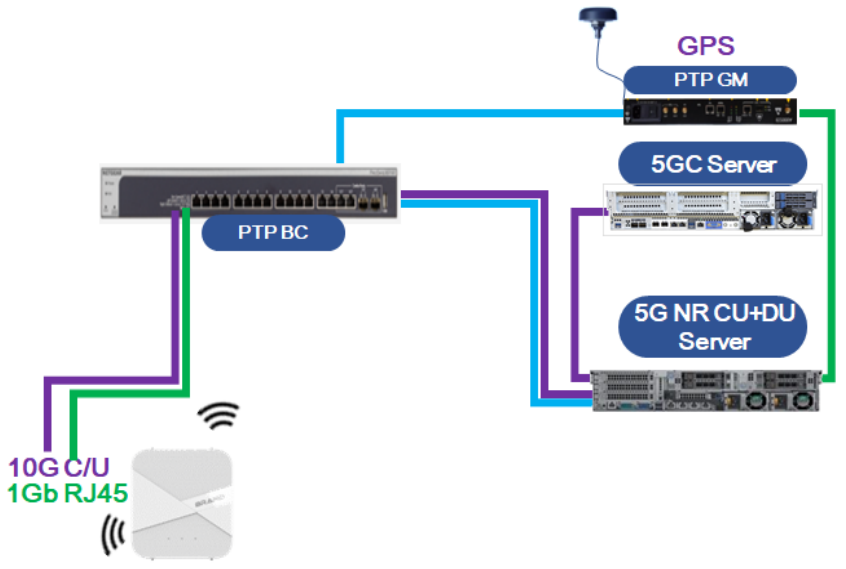 GPS
PTP GM
5GC Server
PTP BC
5G NR CU+DU
Server
10G C/U
1Gb RJ45